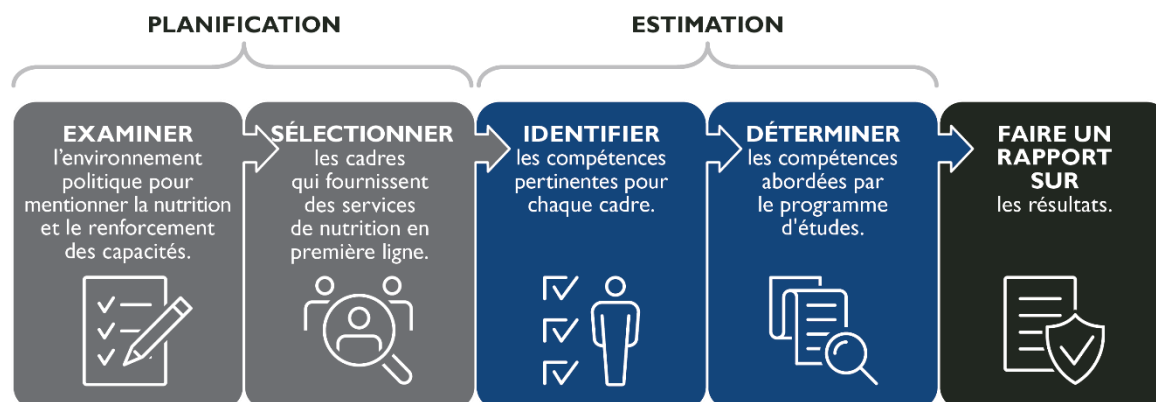 PLANIFICATION
ESTIMATION
EXAMINER
l'environnement
politique pour
mentionner la nutrition
et le renforcement
des capacités.
SÉLECTIONNER
les cadres
qui fournissent
des services
de nutrition en
première ligne.
IDENTIFIER
les compétences
pertinentes pour
chaque cadre.
DÉTERMINER
les compétences
abordées par
le programme
d'études.
FAIRE UN
RAPPORT
SUR
les résultats.